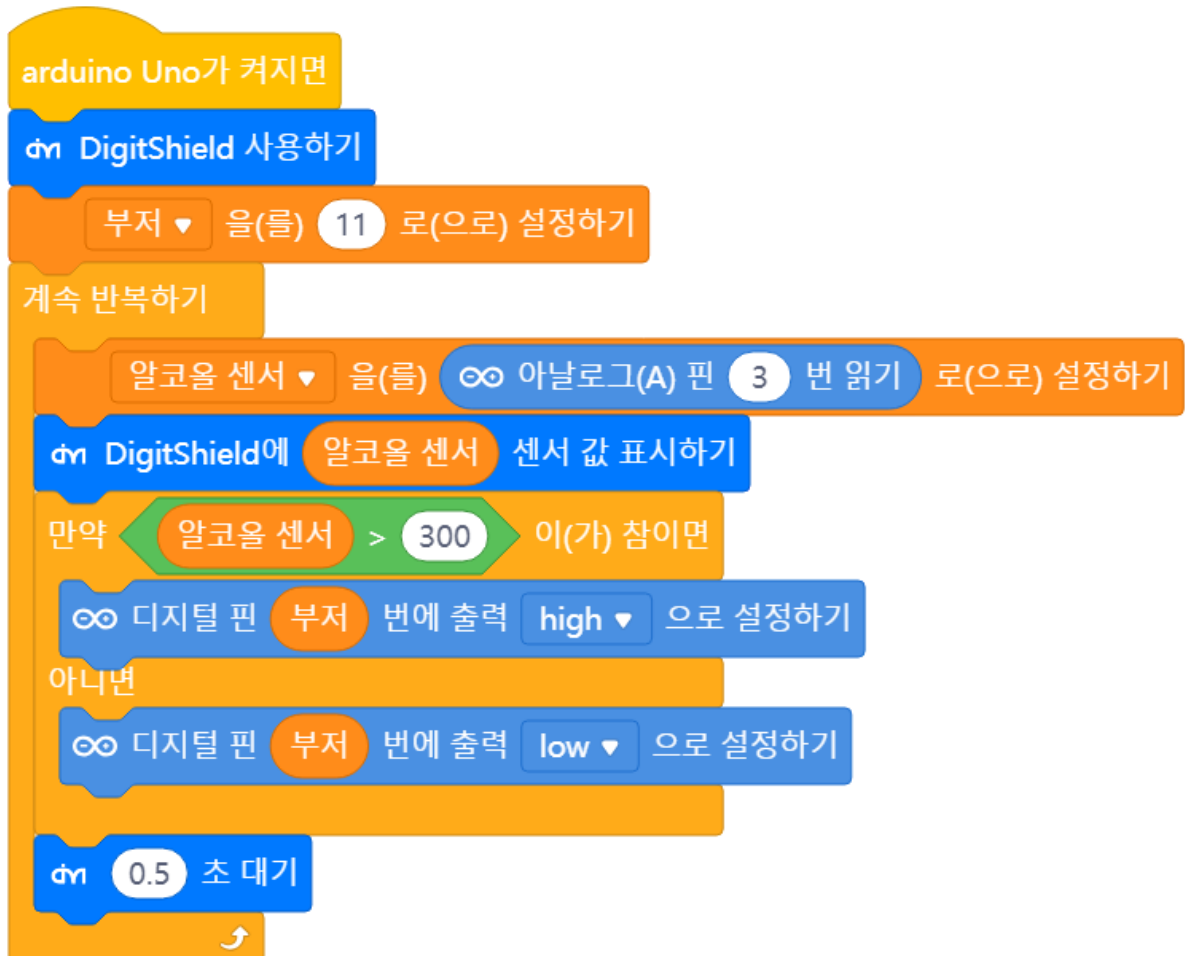 arduino Uno가 켜지면
DigitShield 사용하기
부저 을(를) 11 로(으로) 설정하기
계속 반복하기
알코올 센서 을(를) 아날로그(A) 핀 3 번 읽기 로(으로) 설정하기
DigitShield에 알코올 센서 센서 값 표시하기
만약 알코올 센서 > 300 이(가) 참이면
디지털 핀 부저 번에 출력 high 으로 설정하기
아니면
디지털 핀 부저 번에 출력 low 으로 설정하기
0.5 초 대기